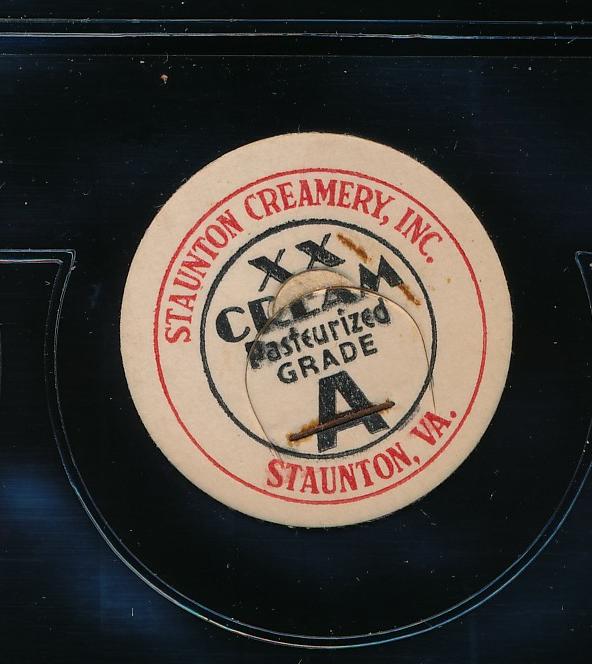 STAUNTON CREAMERY, INC.
XX
CREAM
Pasteurized
GRADE
A
STAUNTON, VA.